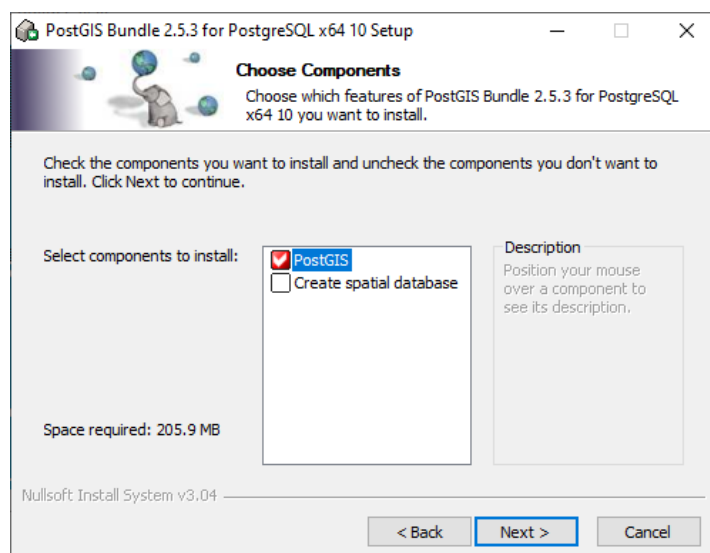 PostGIS Bundle 2.5.3 for PostgreSQL x64 10 Setup
Choose Components
Choose which features of PostGIS Bundle 2.5.3 for PostgreSQL
x64 10 you want to install.
Check the components you want to install and uncheck the components you don't want to
install. Click Next to continue.
Select components to install:
PostGIS
Create spatial database
Description
Position your mouse
over a component to
see its description.
Space required: 205.9 MB
Nullsoft Install System v3.04
< Back
Next >
Cancel